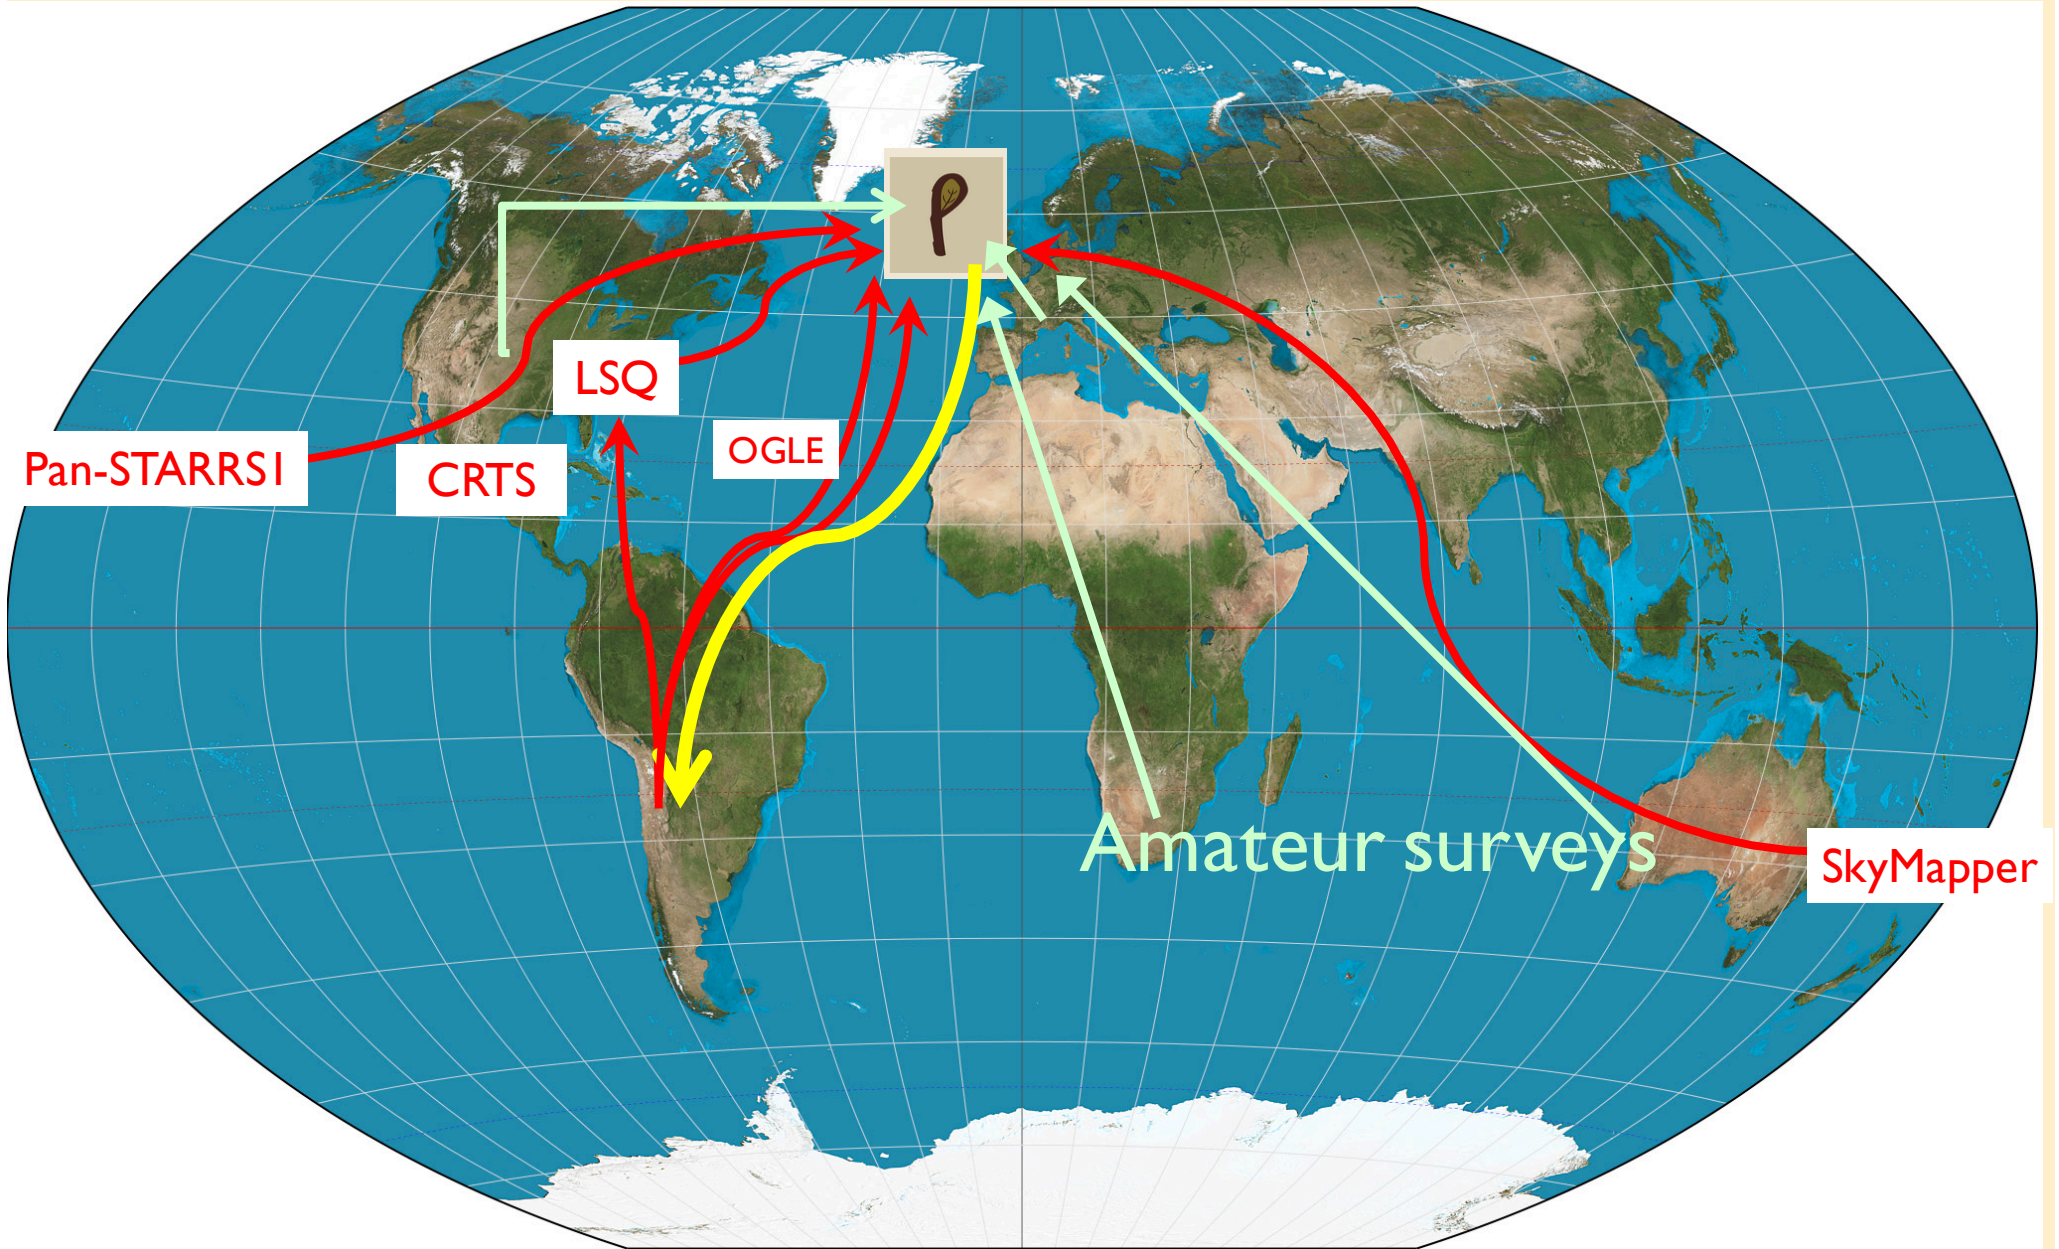 LSQ
OGLE
Pan-STARRS1
CRTS
Amateur surveys
SkyMapper